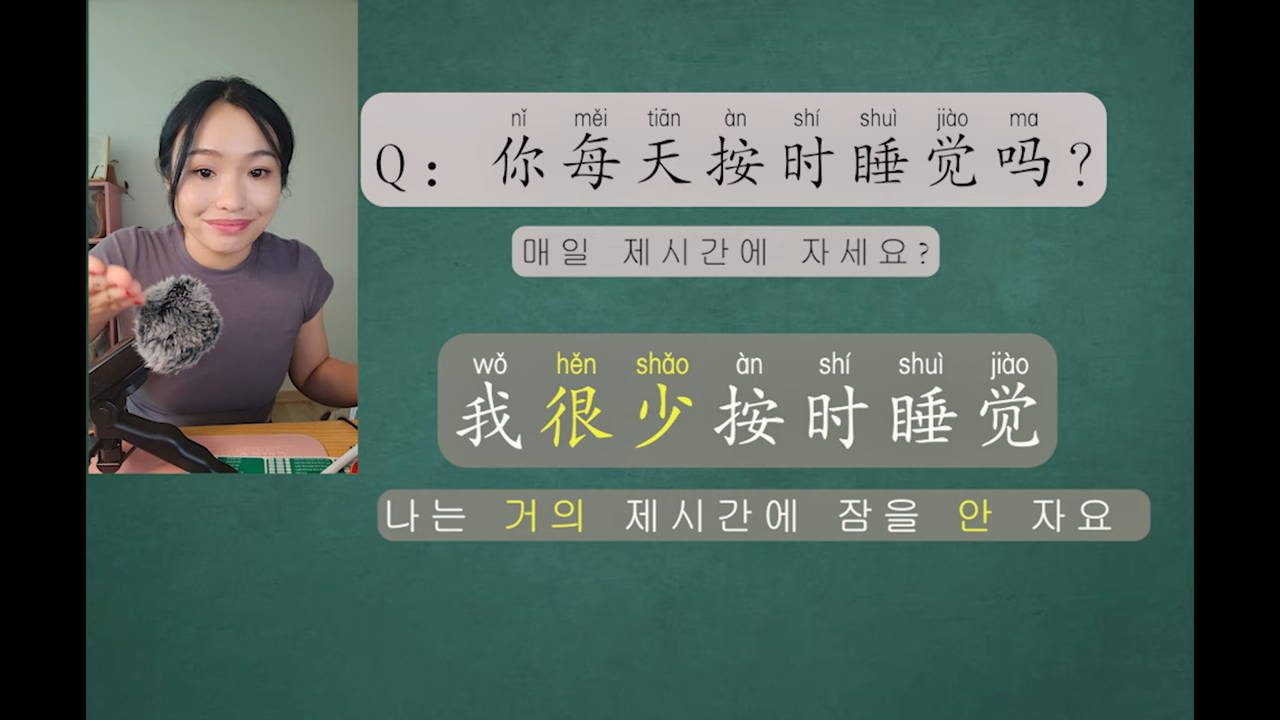 nǐ měi tiān àn shí shuì jiào ma
Q：你每天按时睡觉吗？
매일 제시간에 자세요?
wǒ hěn shǎo àn shí shuì jiào
我很少按时睡觉
나는 거의 제시간에 잠을 안 자요